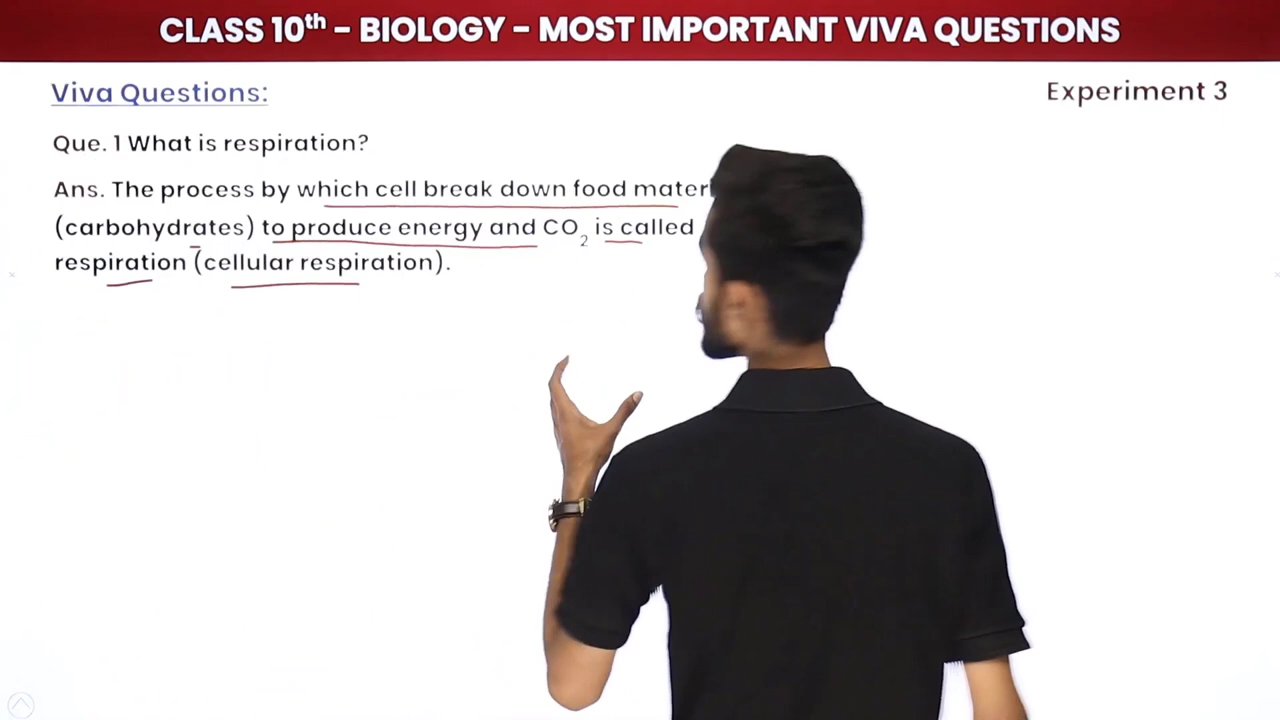 CLASS 10th – BIOLOGY – MOST IMPORTANT VIVA QUESTIONS
Viva Questions:
Experiment 3
Que. 1 What is respiration?
Ans. The process by which cell break down food
(carbohydrates) to produce energy and CO2 is called
respiration (cellular respiration).